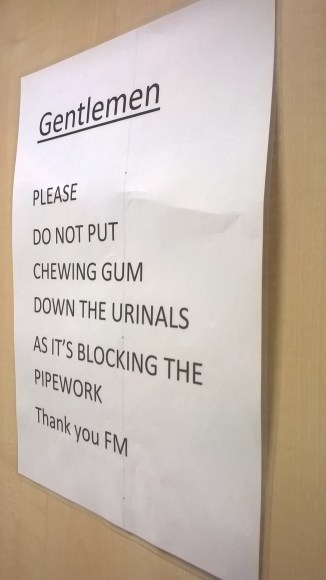 Gentlemen
PLEASE
DO NOT PUT
CHEWING GUM
DOWN THE URINALS
AS IT'S BLOCKING THE
PIPEWORK
Thank you FM